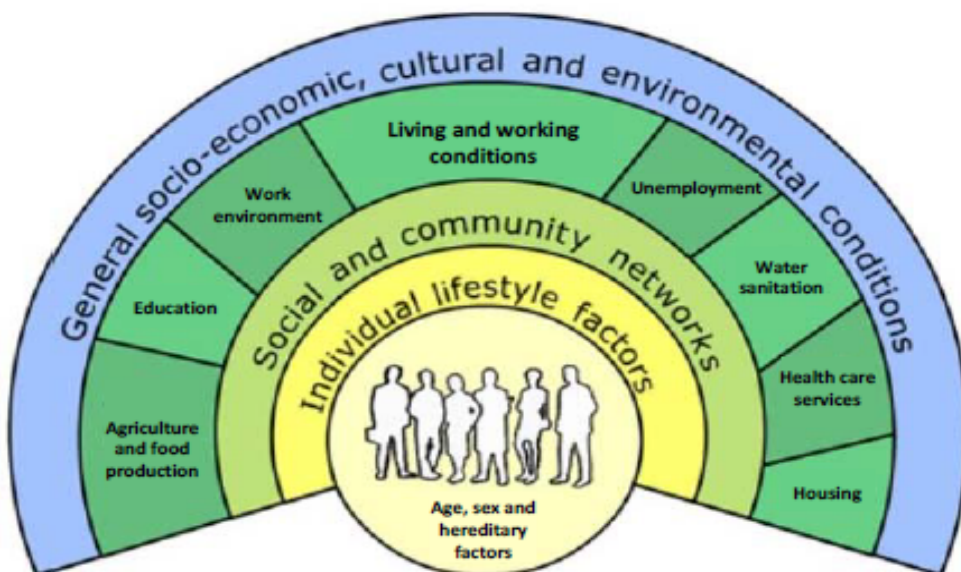 General socio-economic, cultural and environmental conditions
Living and working
conditions
Work
environment
Unemployment
Education
Water
sanitation
Agriculture
and food
production
Health care
services
Housing
Social and community networks
Individual lifestyle factors
Age, sex and
hereditary
factors